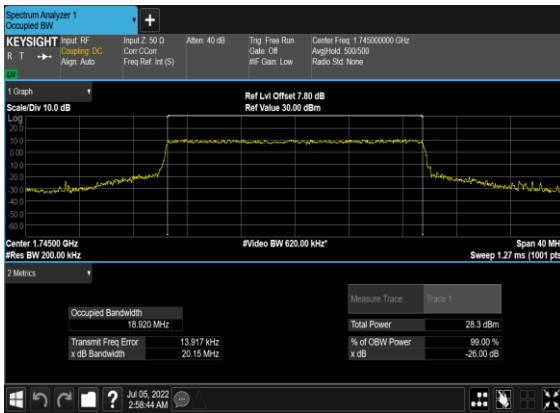 Spectrum Analyzer 1
Occupied BW
+
KEYSIGHT
R T
Input: RF
Coupling: DC
Align: Auto
Input Z: 50 Ω
Corr CCorr
Freq Ref: Int (S)
Atten: 40 dB
Trig: Free Run
Gate: Off
#IF Gain: Low
Center Freq: 1.745000000 GHz
Avg|Hold: 500/500
Radio Std: None
1 Graph
Scale/Div 10.0 dB
Ref Lvl Offset 7.80 dB
Ref Value 30.00 dBm
Log
20.0
10.0
0.00
-10.0
-20.0
-30.0
-40.0
-50.0
-60.0
Center 1.74500 GHz
#Res BW 200.00 kHz
#Video BW 620.00 kHz*
Span 40 MH
Sweep 1.27 ms (1001 pts
2 Metrics
Measure Trace Trace 1
Occupied Bandwidth
18.920 MHz
Total Power 28.3 dBm
Transmit Freq Error 13.917 kHz
% of OBW Power 99.00 %
x dB Bandwidth 20.15 MHz
x dB -26.00 dB
?
Jul 05, 2022
2:58:44 AM